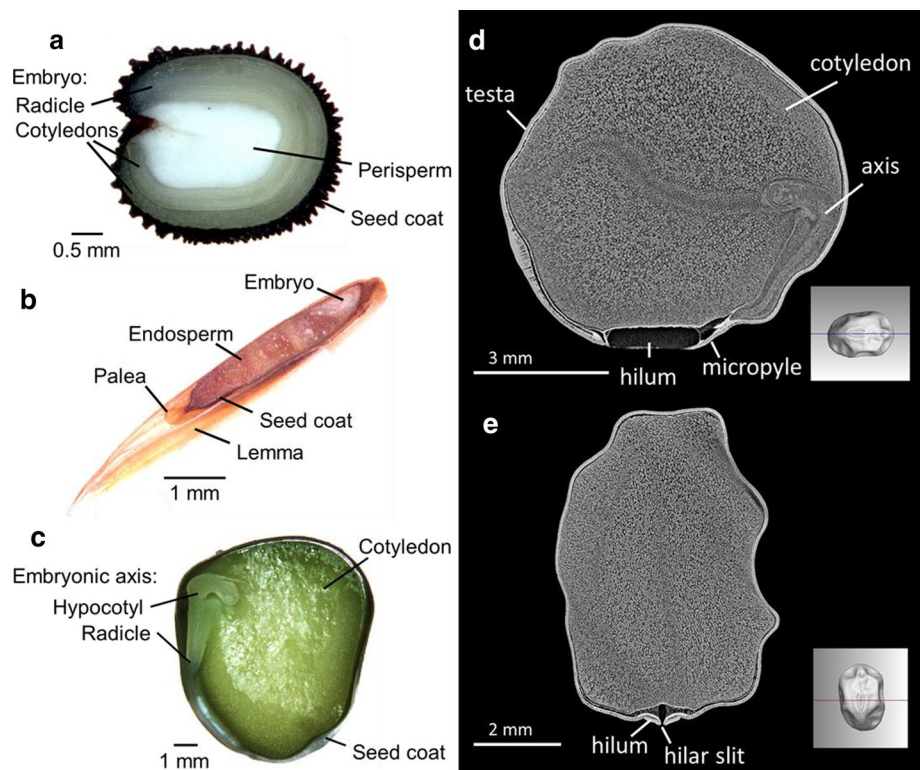 a
Embryo:
Radicle
Cotyledons
Perisperm
Seed coat
0.5 mm
b
Embryo
Endosperm
Palea
Seed coat
Lemma
1 mm
c
Cotyledon
Embryonic axis:
Hypocotyl
Radicle
1 mm
Seed coat
d
cotyledon
testa
axis
3 mm
hilum
micropyle
e
2 mm
hilum
hilar slit